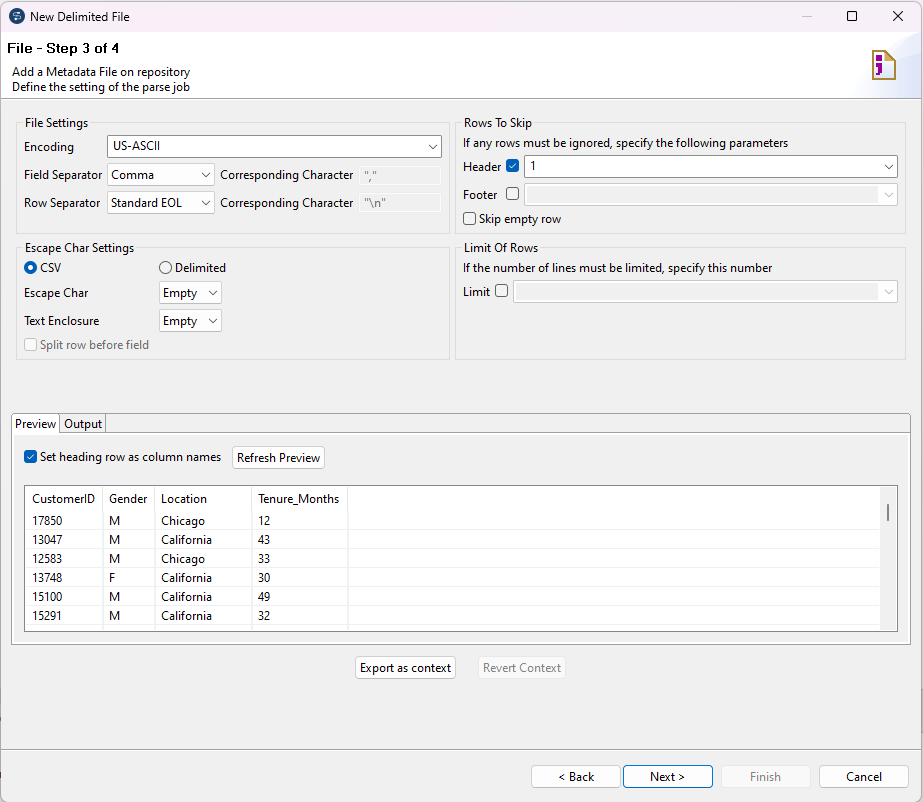 New Delimited File
File - Step 3 of 4
Add a Metadata File on repository
Define the setting of the parse job
File Settings
Encoding US-ASCII
Field Separator Comma Corresponding Character ","
Row Separator Standard EOL Corresponding Character "\n"
Rows To Skip
If any rows must be ignored, specify the following parameters
Header 1
Footer
Skip empty row
Escape Char Settings
CSV Delimited
Escape Char Empty
Text Enclosure Empty
Split row before field
Limit Of Rows
If the number of lines must be limited, specify this number
Limit
Preview Output
Set heading row as column names Refresh Preview
CustomerID Gender Location Tenure_Months
17850 M Chicago 12
13047 M California 43
12583 M Chicago 33
13748 F California 30
15100 M California 49
15291 M California 32
Export as context Revert Context
< Back Next > Finish Cancel